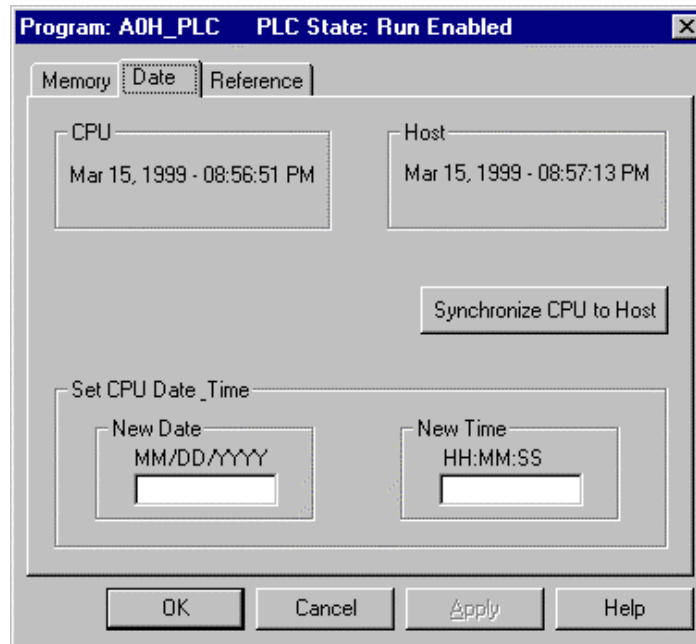 Program: A0H_PLC PLC State: Run Enabled
Memory Date Reference
CPU
Mar 15, 1999 - 08:56:51 PM
Host
Mar 15, 1999 - 08:57:13 PM
Synchronize CPU to Host
Set CPU Date_Time
New Date
MM/DD/YYYY
New Time
HH:MM:SS
OK Cancel Apply Help